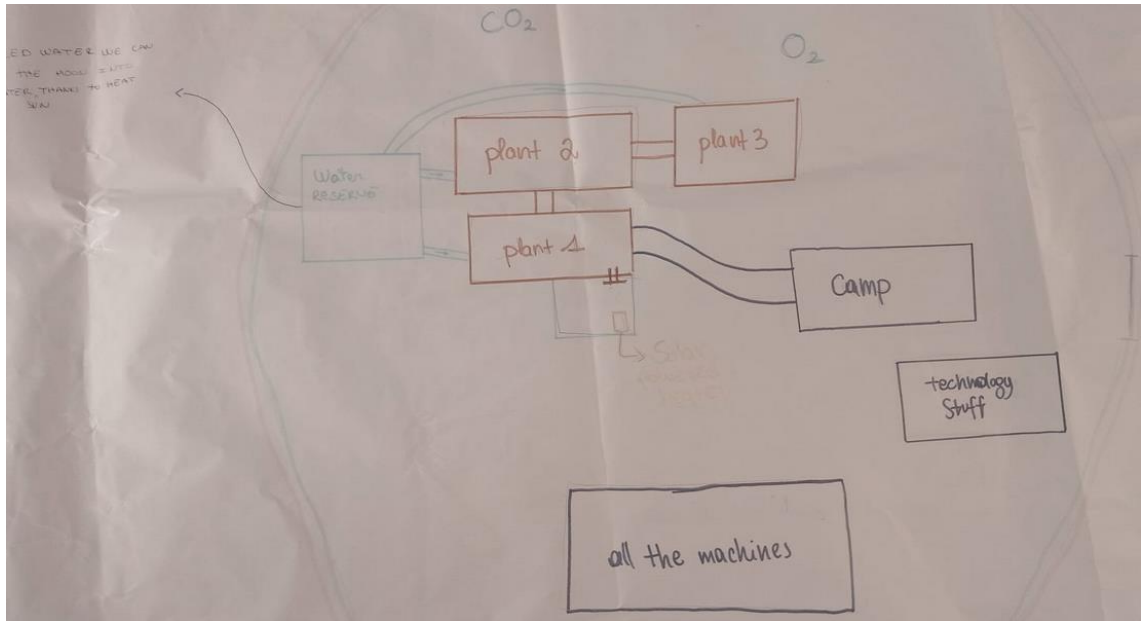 CO₂
O₂
ED WATER WE CAN
THE MOON INTO
TER, THANKS TO HEAT
SUN
Water
RESERVE
plant 2
plant 3
plant 1
Camp
Solar
powered
technology
Stuff
all the machines